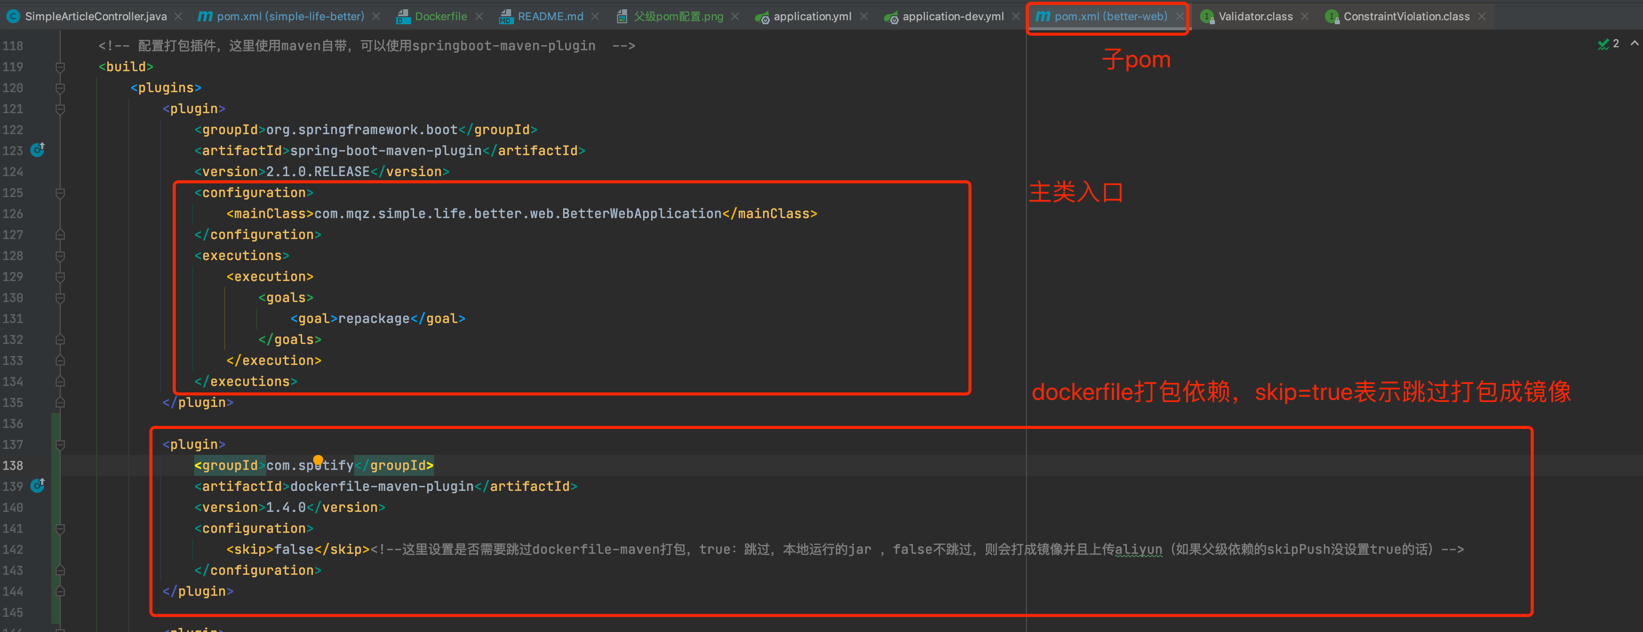 SimpleArticleController.java pom.xml (simple-life-better) Dockerfile README.md 父级pom配置.png application.yml application-dev.yml pom.xml (better-web) Validator.class ConstraintViolation.class
子pom
2
118 <!-- 配置打包插件，这里使用maven自带，可以使用springboot-maven-plugin -->
119 <build>
120 <plugins>
121 <plugin>
122 <groupId>org.springframework.boot</groupId>
123 <artifactId>spring-boot-maven-plugin</artifactId>
124 <version>2.1.0.RELEASE</version>
125 <configuration>
主类入口
126 <mainClass>com.mqz.simple.life.better.web.BetterWebApplication</mainClass>
127 </configuration>
128 <executions>
129 <execution>
130 <goals>
131 <goal>repackage</goal>
132 </goals>
133 </execution>
134 </executions>
dockerfile打包依赖，skip=true表示跳过打包成镜像
135 </plugin>
136
137 <plugin>
138 <groupId>com.spotify</groupId>
139 <artifactId>dockerfile-maven-plugin</artifactId>
140 <version>1.4.0</version>
141 <configuration>
142 <skip>false</skip><!--这里设置是否需要跳过dockerfile-maven打包，true：跳过，本地运行的jar ，false不跳过，则会打成镜像并且上传aliyun（如果父级依赖的skipPush没设置true的话）-->
143 </configuration>
144 </plugin>
145
<plugin>